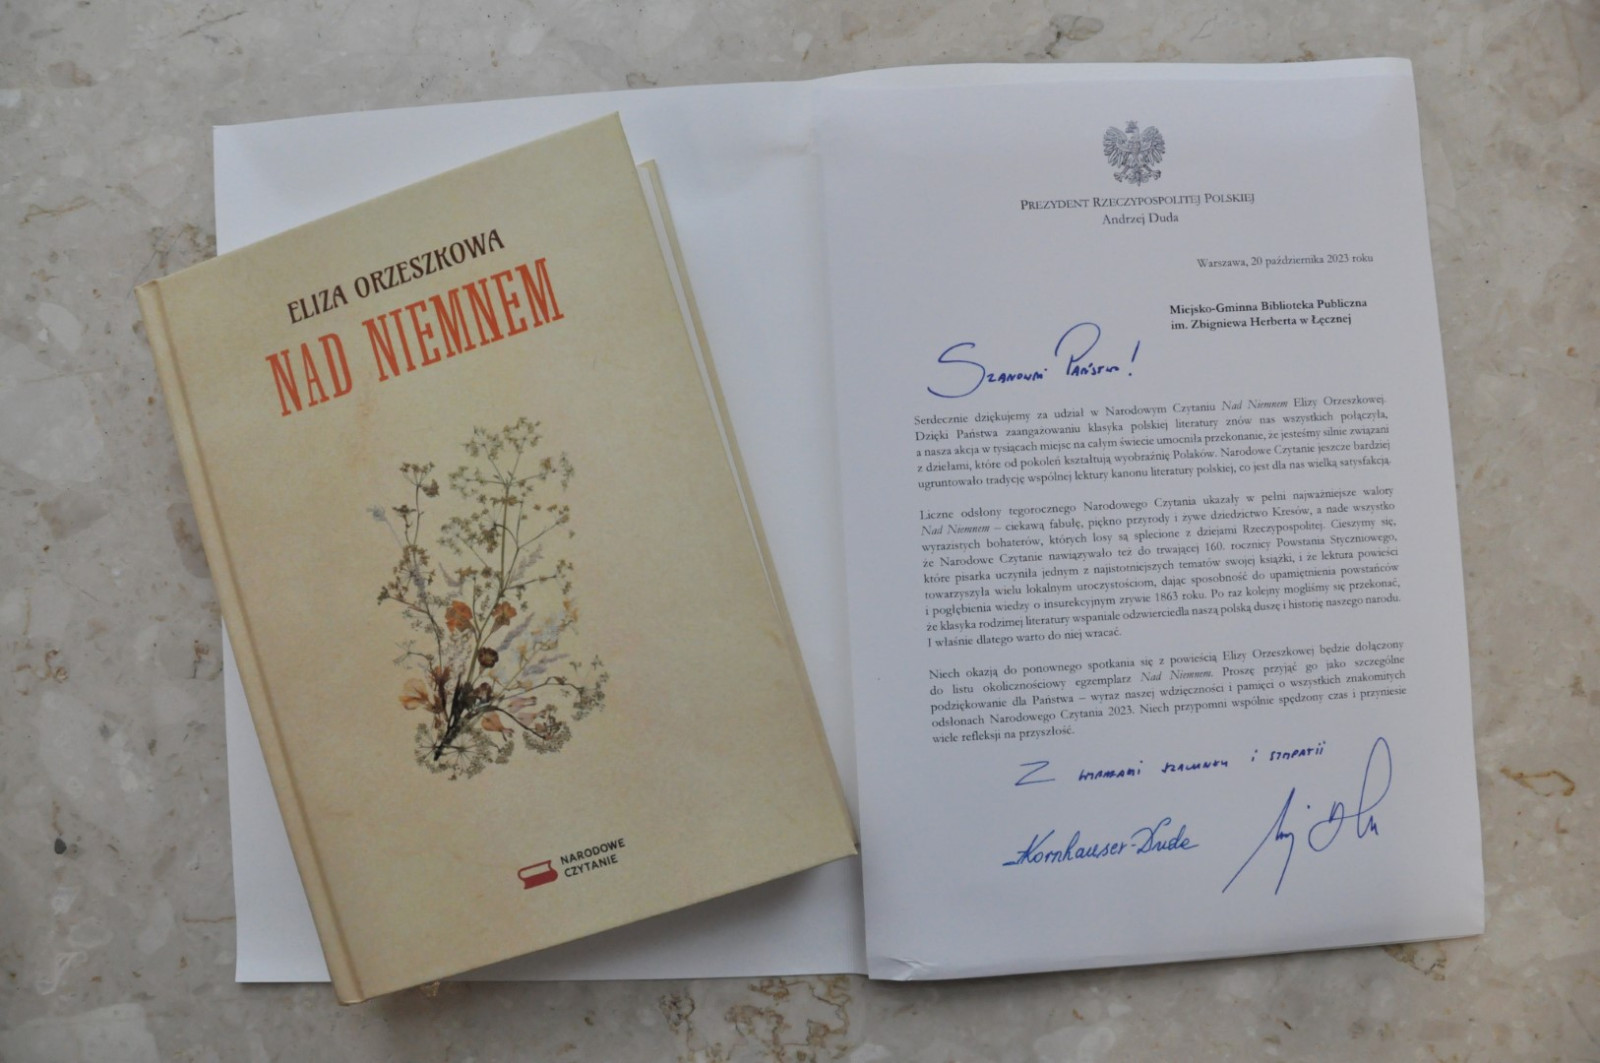 ELIZA ORZESZKOWA
NAD NIEMNEM
NARODOWE
CZYTANIE
PREZYDENT RZECZYPOSPOLITEJ POLSKIEJ
Andrzej Duda
Warszawa, 20 października 2023 roku
Miejsko-Gminna Biblioteka Publiczna
im. Zbigniewa Herberta w Łęcznej
Szanowni Państwo!
Serdecznie dziękujemy za udział w Narodowym Czytaniu Nad Niemnem Elizy Orzeszkowej.
Dzięki Państwa zaangażowaniu klasyka polskiej literatury znów nas wszystkich połączyła,
a nasza akcja w tysiącach miejsc na całym świecie umocniła przekonanie, że jesteśmy silnie związani
z dziełami, które od pokoleń kształtują wyobraźnię Polaków. Narodowe Czytanie jeszcze bardziej
ugruntowało tradycję wspólnej lektury kanonu literatury polskiej, co jest dla nas wielką satysfakcją.
Liczne odsłony tegorocznego Narodowego Czytania ukazały w pełni najważniejsze walory
Nad Niemnem – ciekawą fabułę, piękno przyrody i żywe dziedzictwo Kresów, a nade wszystko
wyrazistych bohaterów, których losy są splecione z dziejami Rzeczypospolitej. Cieszymy się,
że Narodowe Czytanie nawiązywało też do trwającej 160. rocznicy Powstania Styczniowego,
które pisarka uczyniła jednym z najistotniejszych tematów swojej książki, i że lektura powieści
towarzyszyła wielu lokalnym uroczystościom, dając sposobność do upamiętnienia powstańców
i pogłębienia wiedzy o insurekcyjnym zrywie 1863 roku. Po raz kolejny mogliśmy się przekonać,
że klasyka rodzimej literatury wspaniale odzwierciedla naszą polską duszę i historię naszego narodu.
I właśnie dlatego warto do niej wracać.
Niech okazją do ponownego spotkania się z powieścią Elizy Orzeszkowej będzie dołączony
do listu okolicznościowy egzemplarz Nad Niemnem. Proszę przyjąć go jako szczególne
podziękowanie dla Państwa – wyraz naszej wdzięczności i pamięci o wszystkich znakomitych
odsłonach Narodowego Czytania 2023. Niech przypomni wspólnie spędzony czas i przyniesie
wiele refleksji na przyszłość.
Z wyrazami szacunku i sympatii
Kornhauser-Duda